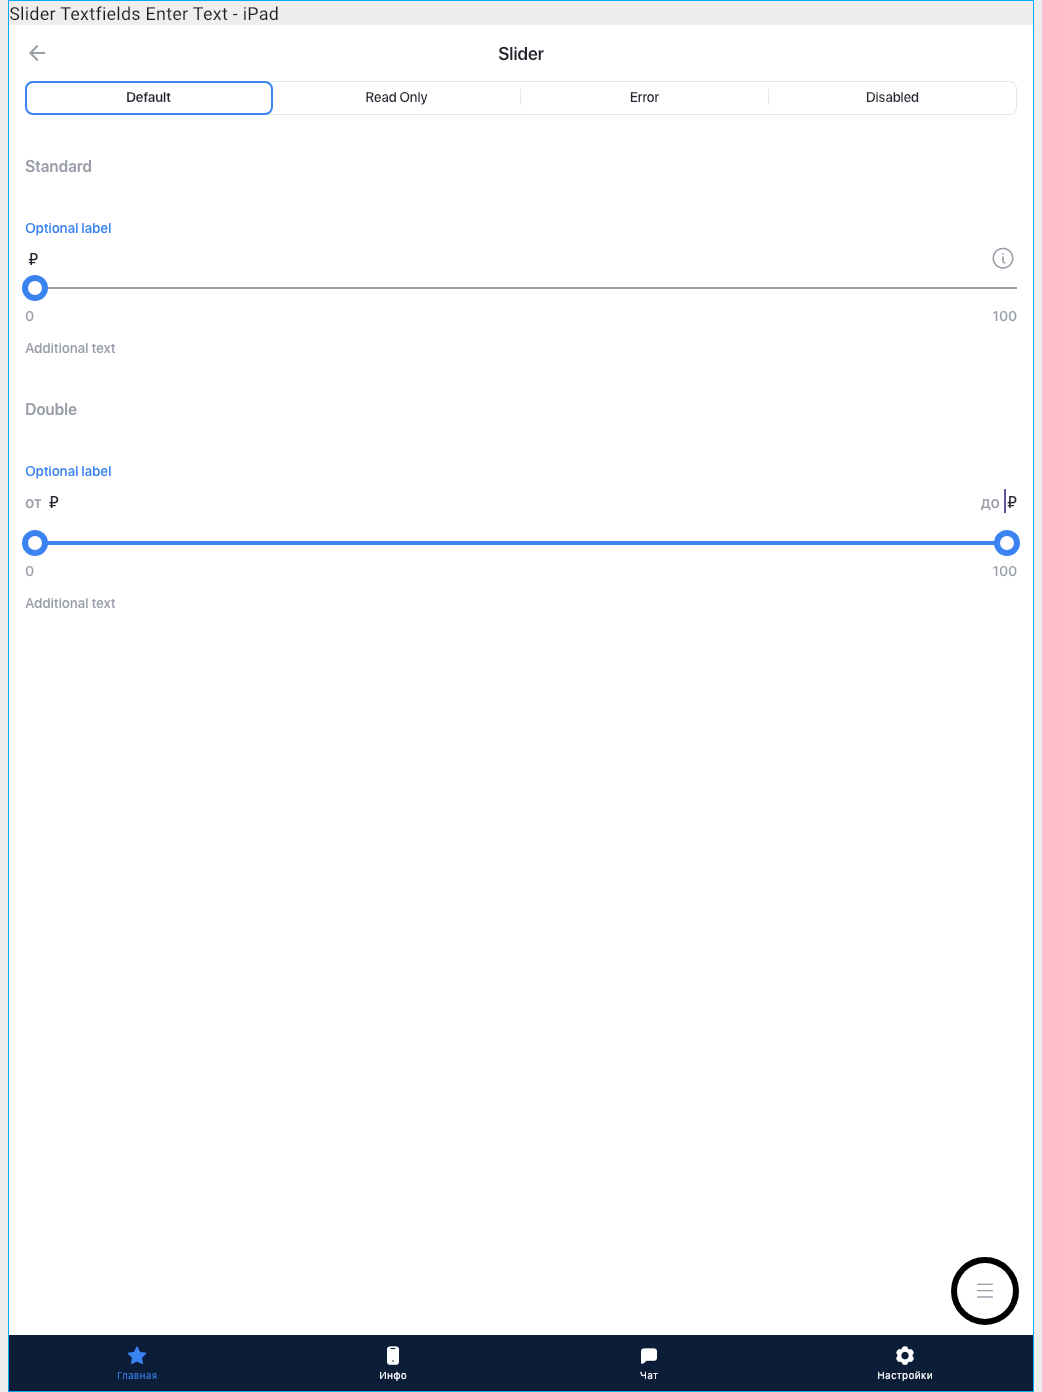 Slider Textfields Enter Text - iPad
Slider
Default Read Only Error Disabled
Standard
Optional label
₽
0 100
Additional text
Double
Optional label
от ₽ до ₽
0 100
Additional text
Главная Инфо Чат Настройки